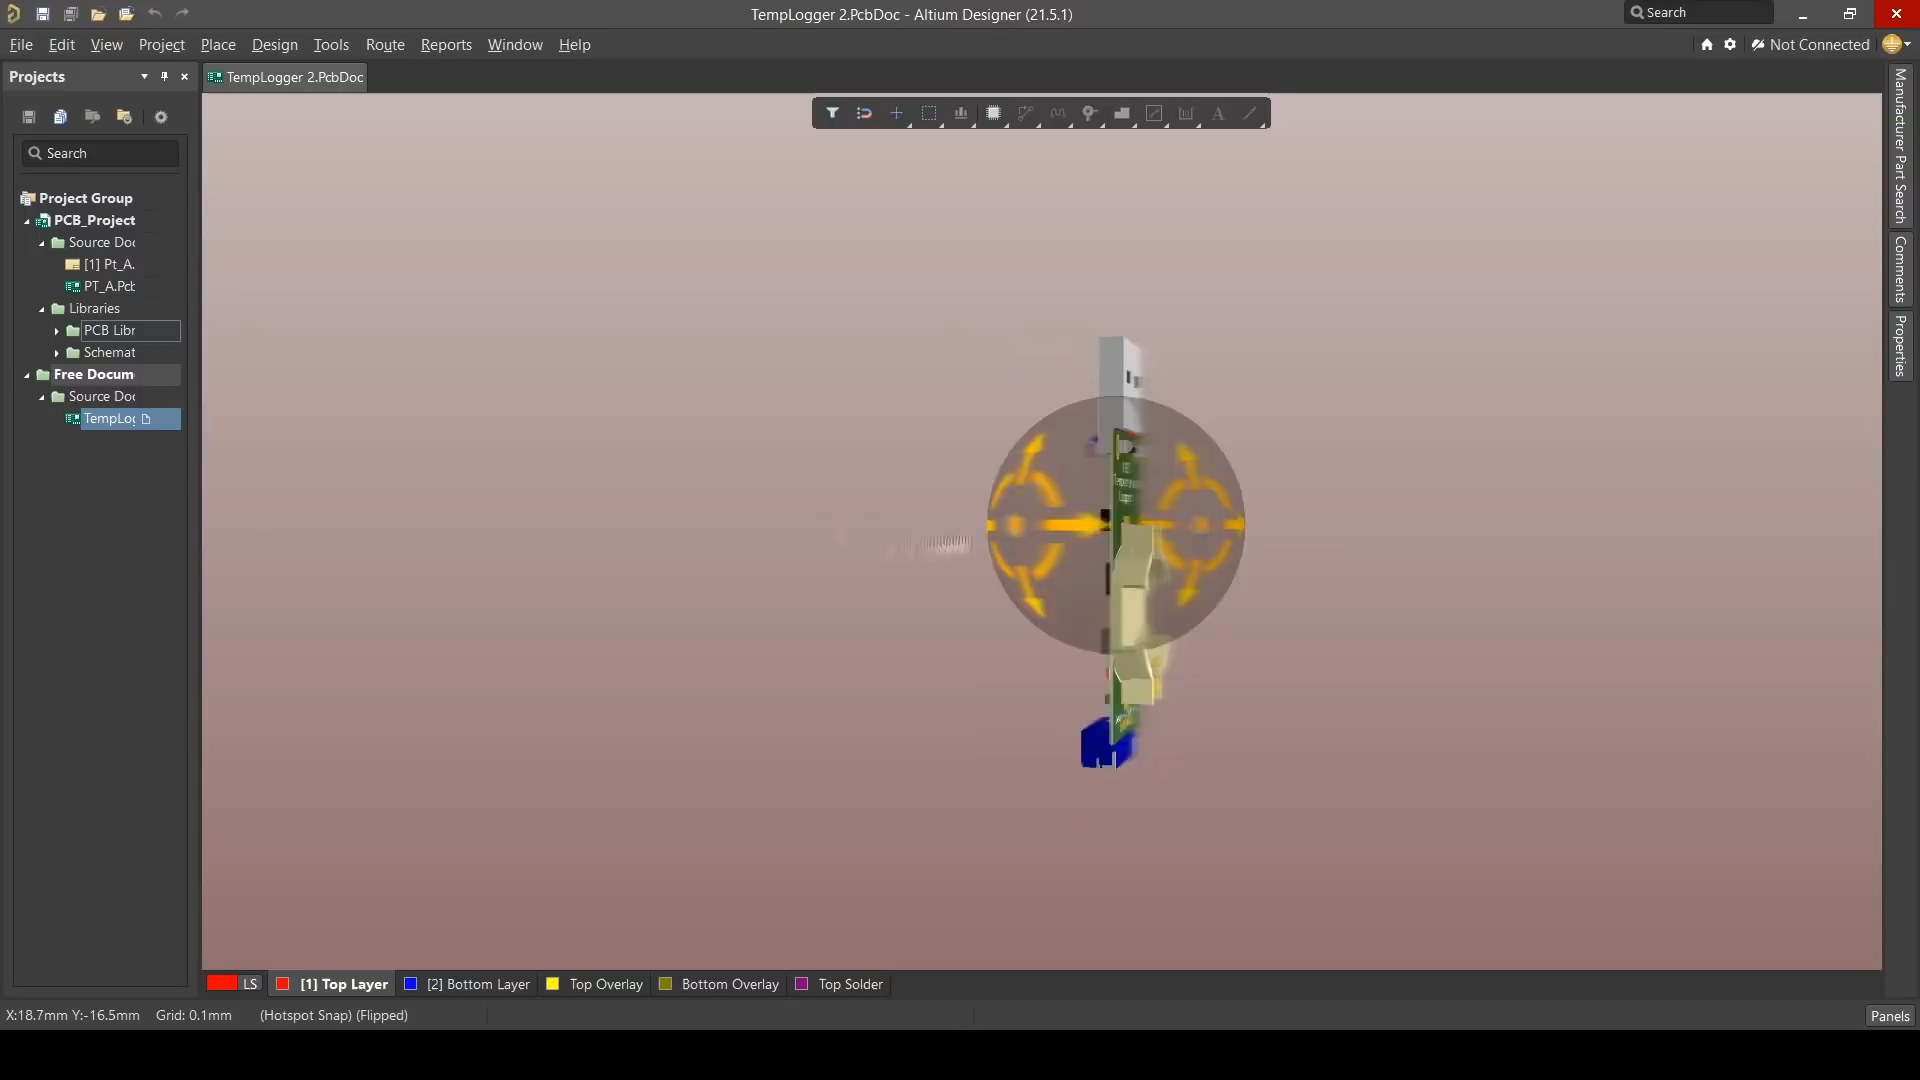 TempLogger 2.PcbDoc - Altium Designer (21.5.1)
Search
File Edit View Project Place Design Tools Route Reports Window Help
Not Connected
Projects
TempLogger 2.PcbDoc
Search
Project Group
PCB_Project
Source Doc
[1] Pt_A.
PT_A.Pcb
Libraries
PCB Libr
Schemat
Free Docum
Source Doc
TempLog
Manufacturer Part Search
Comments
Properties
LS [1] Top Layer [2] Bottom Layer Top Overlay Bottom Overlay Top Solder
X:18.7mm Y:-16.5mm Grid: 0.1mm (Hotspot Snap) (Flipped)
Panels